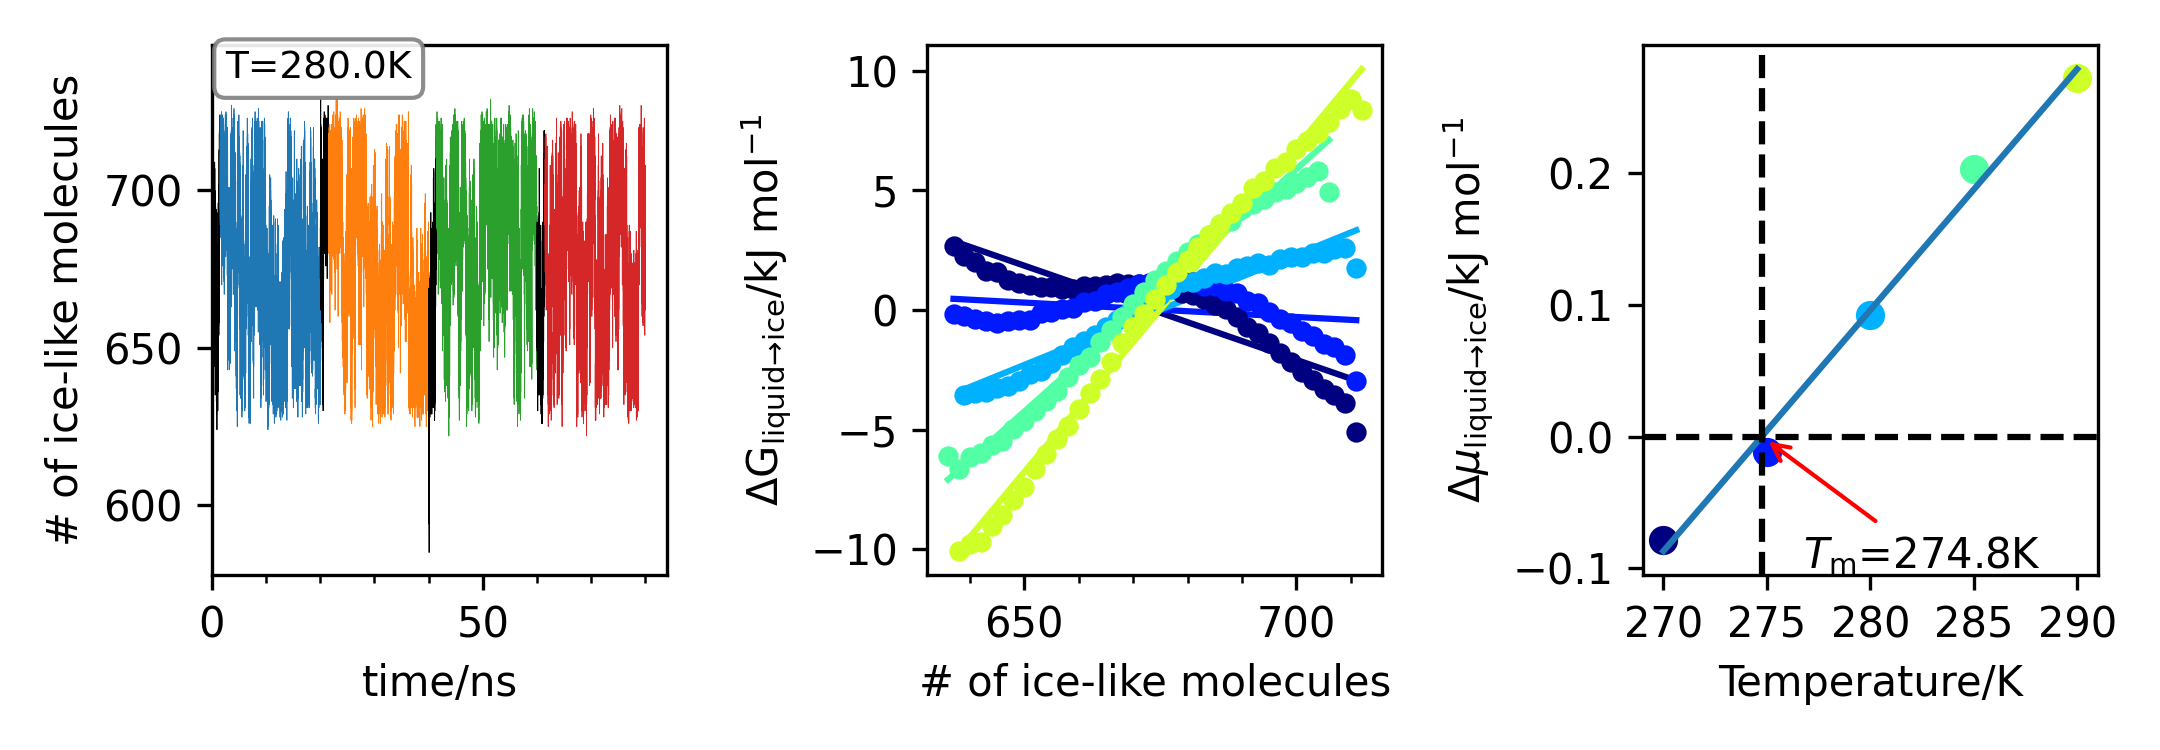 T=280.0K
# of ice-like molecules
700
650
600
0
50
time/ns
ΔG_liquid→ice/kJ mol⁻¹
10
5
0
−5
−10
650
700
# of ice-like molecules
Δμ_liquid→ice/kJ mol⁻¹
0.2
0.1
0.0
−0.1
T_m=274.8K
270 275 280 285 290
Temperature/K